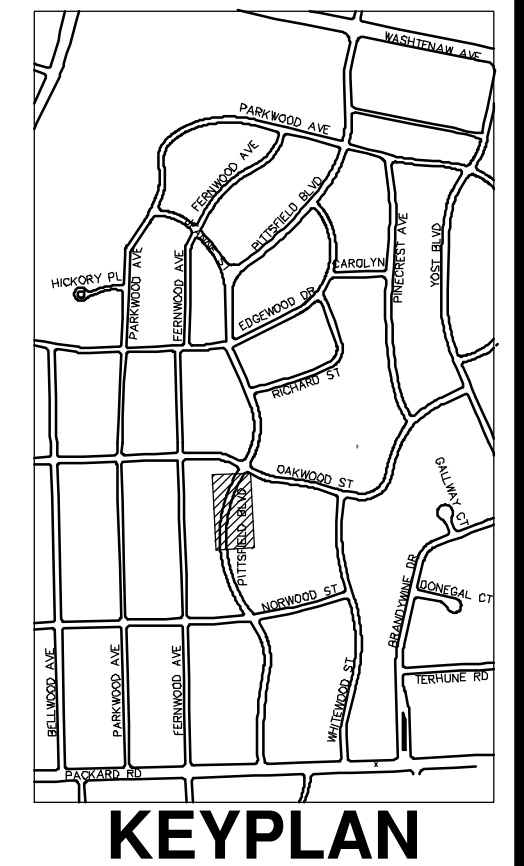 WASHTENAW AVE
PARKWOOD AVE
FERNWOOD AVE
PITTSFIELD BLVD
CAROLYN
PINECREST AVE
YOST BLVD
HICKORY PL
PARKWOOD AVE
FERNWOOD AVE
EDGEWOOD DR
RICHARD ST
OAKWOOD ST
GALLWAY CT
PITTSFIELD BLVD
BRANDYWINE DR
DONEGAL CT
NORWOOD ST
TERHUNE RD
BELLWOOD AVE
PARKWOOD AVE
FERNWOOD AVE
WHITEWOOD ST
PACKARD RD
KEYPLAN